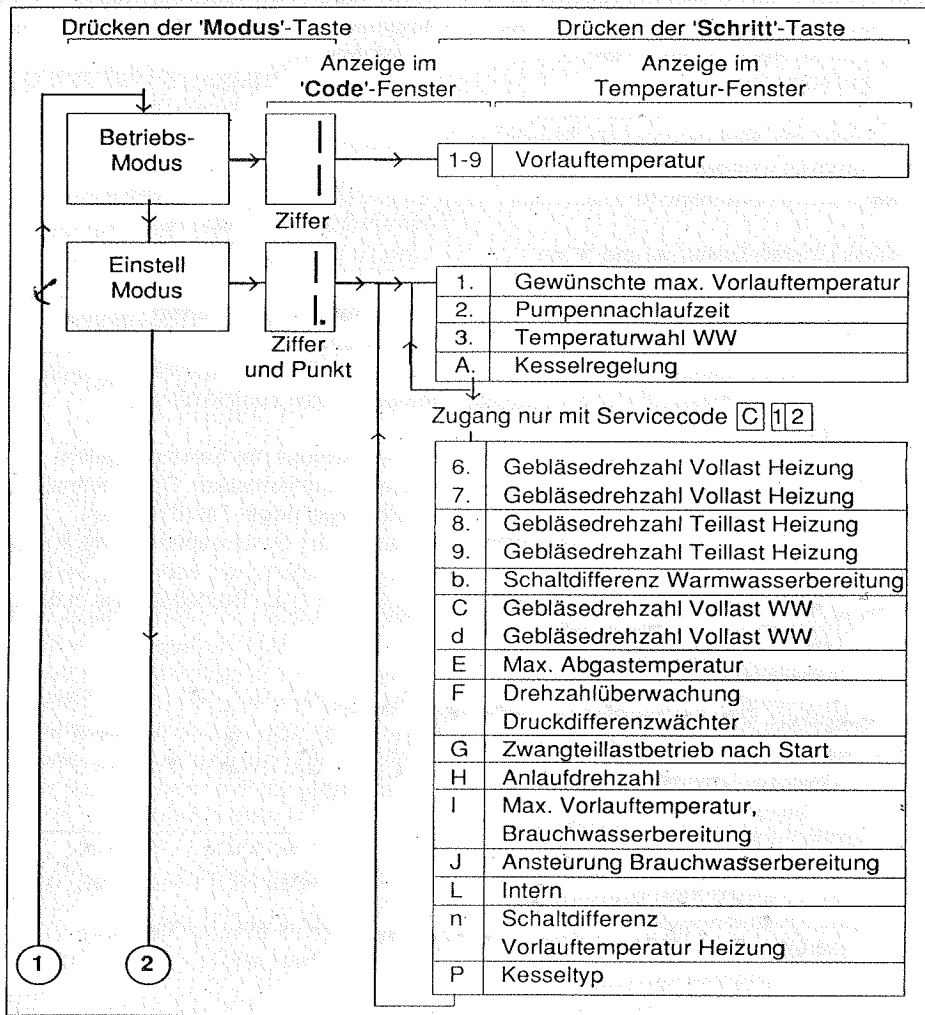 Drücken der 'Modus'-Taste
Drücken der 'Schritt'-Taste
Anzeige im
'Code'-Fenster
Anzeige im
Temperatur-Fenster
Betriebs-
Modus
Ziffer
1-9 Vorlauftemperatur
Einstell
Modus
Ziffer
und Punkt
1. Gewünschte max. Vorlauftemperatur
2. Pumpennachlaufzeit
3. Temperaturwahl WW
A. Kesselregelung
Zugang nur mit Servicecode C 1 2
6. Gebläsedrehzahl Vollast Heizung
7. Gebläsedrehzahl Vollast Heizung
8. Gebläsedrehzahl Teillast Heizung
9. Gebläsedrehzahl Teillast Heizung
b. Schaltdifferenz Warmwasserbereitung
C Gebläsedrehzahl Vollast WW
d Gebläsedrehzahl Vollast WW
E Max. Abgastemperatur
F Drehzahlüberwachung
Druckdifferenzwächter
G Zwangteillastbetrieb nach Start
H Anlaufdrehzahl
I Max. Vorlauftemperatur,
Brauchwasserbereitung
J Ansteurung Brauchwasserbereitung
L Intern
n Schaltdifferenz
Vorlauftemperatur Heizung
P Kesseltyp
1
2